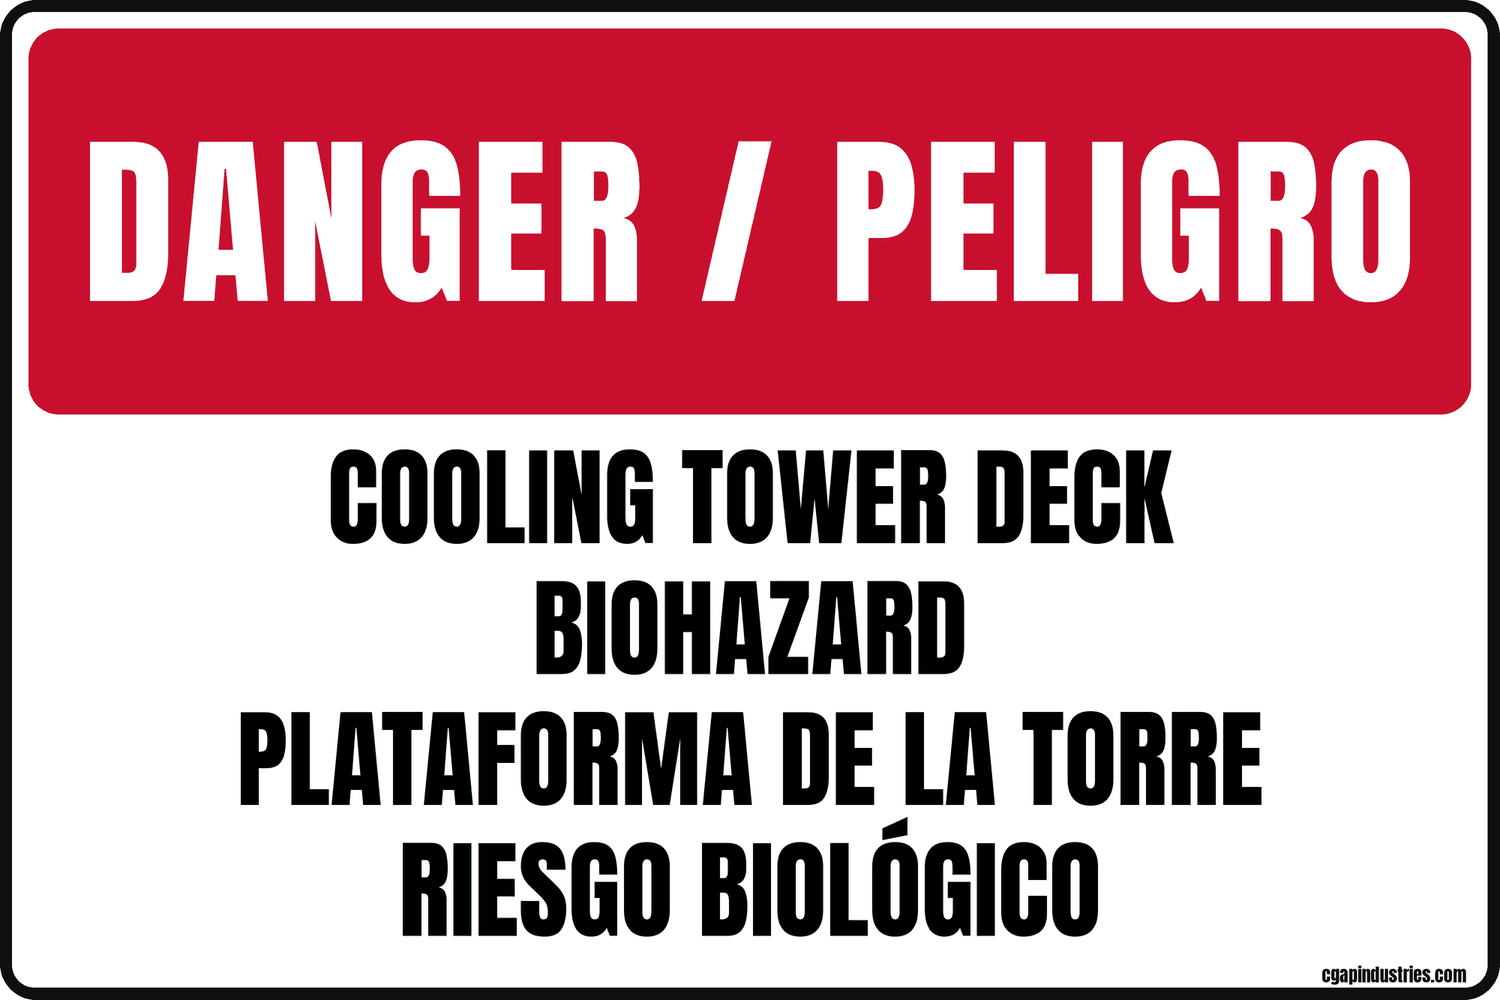 DANGER / PELIGRO
COOLING TOWER DECK
BIOHAZARD
PLATAFORMA DE LA TORRE
RIESGO BIOLÓGICO
cgapindustries.com